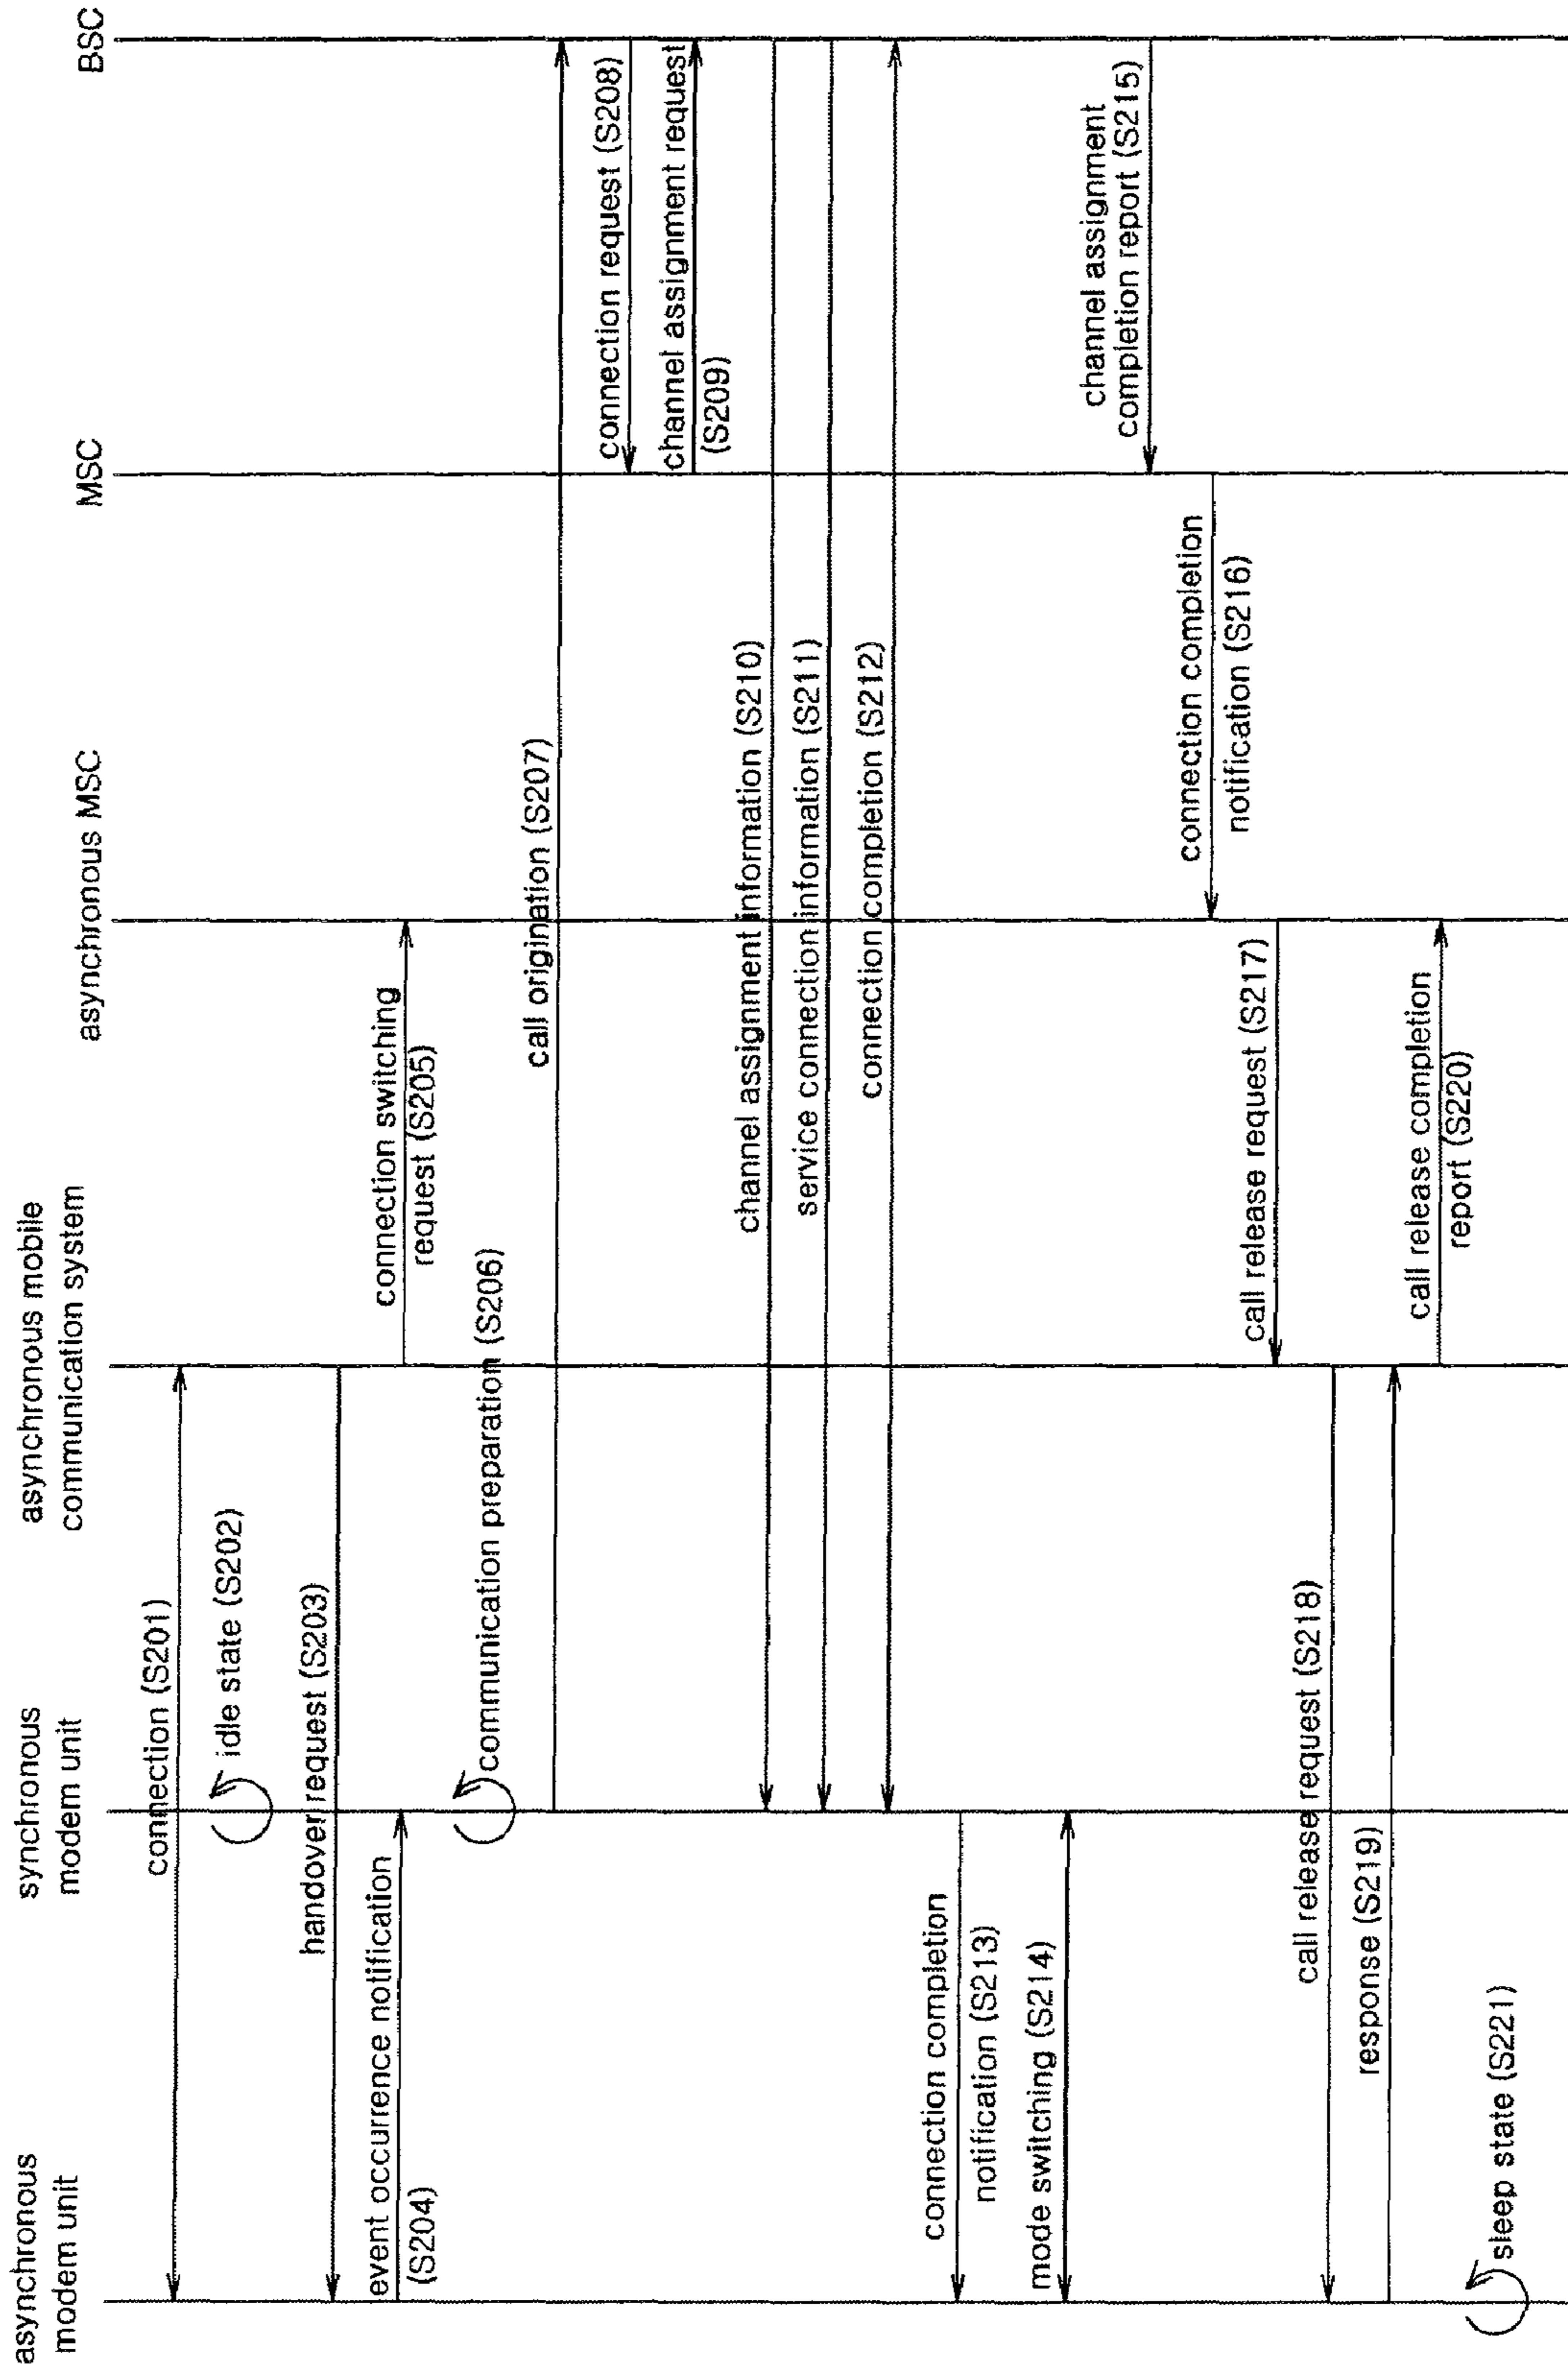 asynchronous
modem unit
synchronous
modem unit
asynchronous mobile
communication system
asynchronous MSC
MSC
BSC
connection (S201)
idle state (S202)
handover request (S203)
event occurrence notification
(S204)
connection switching
request (S205)
communication preparation (S206)
call origination (S207)
connection request (S208)
channel assignment request
(S209)
channel assignment information (S210)
service connection information (S211)
connection completion (S212)
connection completion
notification (S213)
mode switching (S214)
channel assignment
completion report (S215)
connection completion
notification (S216)
call release request (S217)
call release request (S218)
response (S219)
call release completion
report (S220)
sleep state (S221)